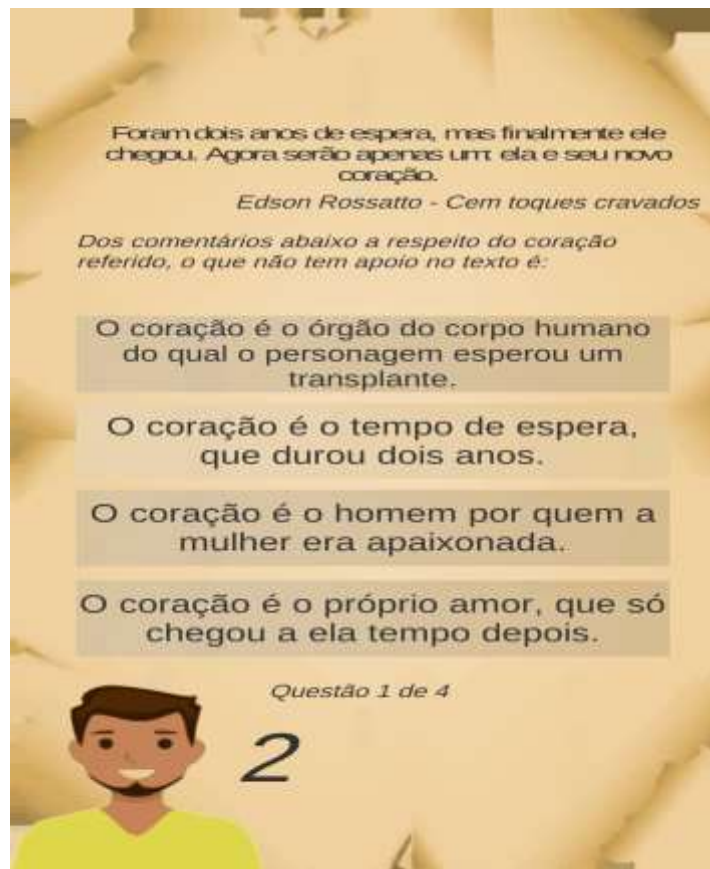 Foram dois anos de espera, mas finalmente ele
chegou. Agora serão apenas um: ela e seu novo
coração.
Edson Rossatto - Cem toques cravados
Dos comentários abaixo a respeito do coração
referido, o que não tem apoio no texto é:
O coração é o órgão do corpo humano
do qual o personagem esperou um
transplante.
O coração é o tempo de espera,
que durou dois anos.
O coração é o homem por quem a
mulher era apaixonada.
O coração é o próprio amor, que só
chegou a ela tempo depois.
Questão 1 de 4
2